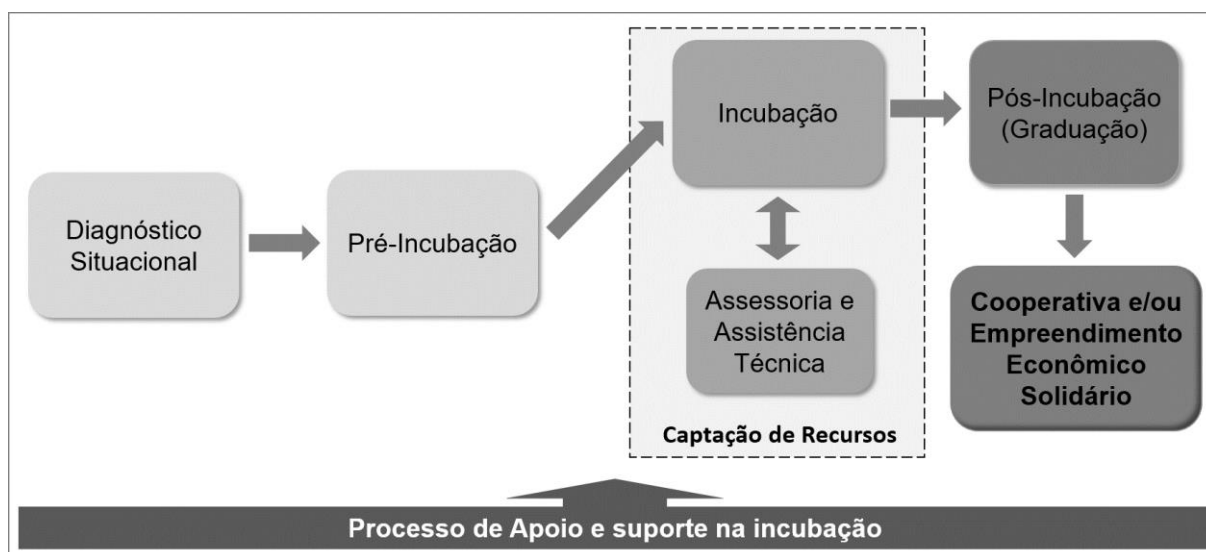 Diagnóstico
Situacional
Pré-Incubação
Incubação
Assessoria e
Assistência
Técnica
Captação de Recursos
Pós-Incubação
(Graduação)
Cooperativa e/ou
Empreendimento
Econômico
Solidário
Processo de Apoio e suporte na incubação